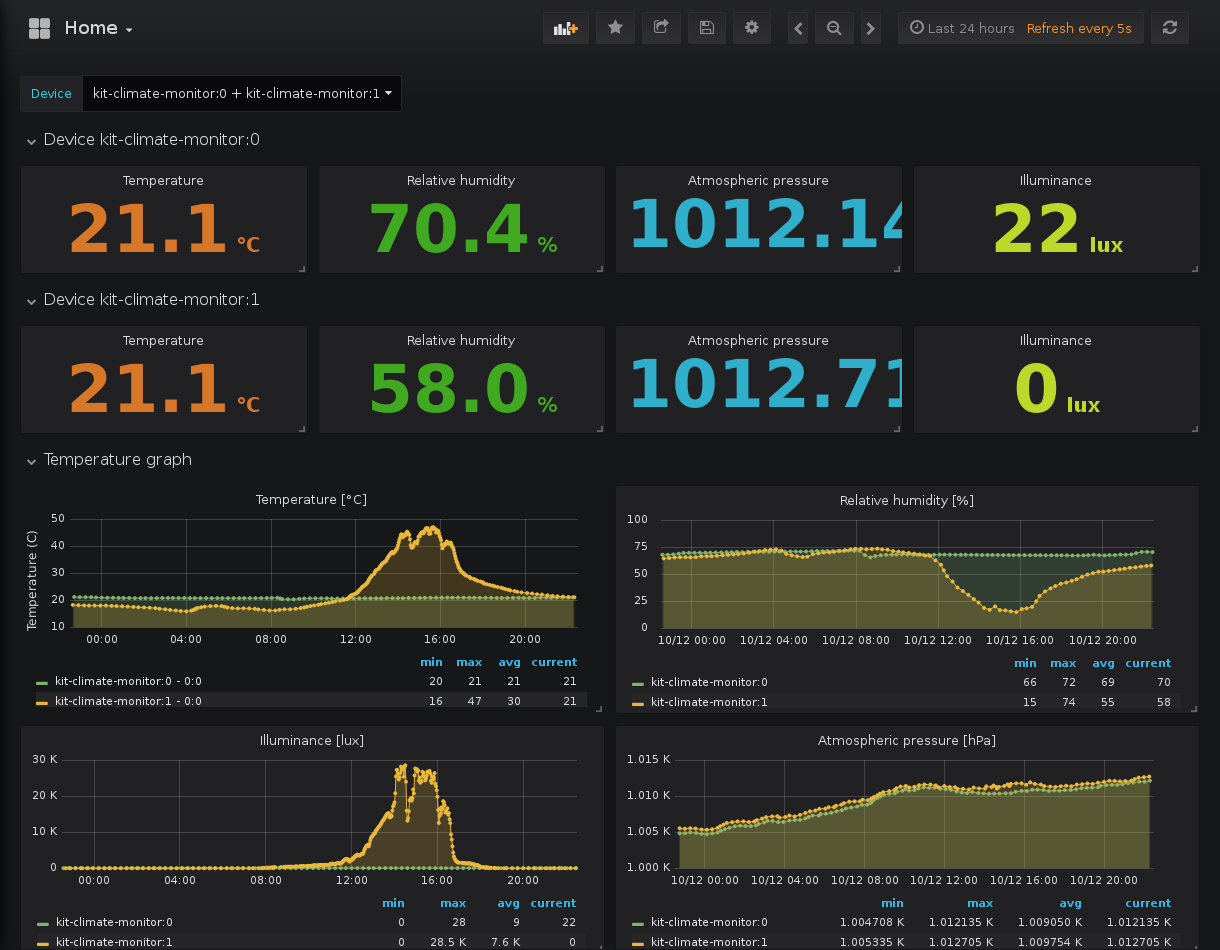 Home
Last 24 hours Refresh every 5s
Device kit-climate-monitor:0 + kit-climate-monitor:1
Device kit-climate-monitor:0
Temperature Relative humidity Atmospheric pressure Illuminance
21.1 °C 70.4 % 1012.14 22 lux
Device kit-climate-monitor:1
Temperature Relative humidity Atmospheric pressure Illuminance
21.1 °C 58.0 % 1012.71 0 lux
Temperature graph
Temperature [°C]
Temperature (C)
50
40
30
20
10
00:00 04:00 08:00 12:00 16:00 20:00
min max avg current
kit-climate-monitor:0 - 0:0 20 21 21 21
kit-climate-monitor:1 - 0:0 16 47 30 21
Relative humidity [%]
100
75
50
25
0
10/12 00:00 10/12 04:00 10/12 08:00 10/12 12:00 10/12 16:00 10/12 20:00
min max avg current
kit-climate-monitor:0 66 72 69 70
kit-climate-monitor:1 15 74 55 58
Illuminance [lux]
30 K
20 K
10 K
0
00:00 04:00 08:00 12:00 16:00 20:00
min max avg current
kit-climate-monitor:0 0 28 9 22
kit-climate-monitor:1 0 28.5 K 7.6 K 0
Atmospheric pressure [hPa]
1.015 K
1.010 K
1.005 K
1.000 K
10/12 00:00 10/12 04:00 10/12 08:00 10/12 12:00 10/12 16:00 10/12 20:00
min max avg current
kit-climate-monitor:0 1.004708 K 1.012135 K 1.009050 K 1.012135 K
kit-climate-monitor:1 1.005335 K 1.012705 K 1.009754 K 1.012705 K